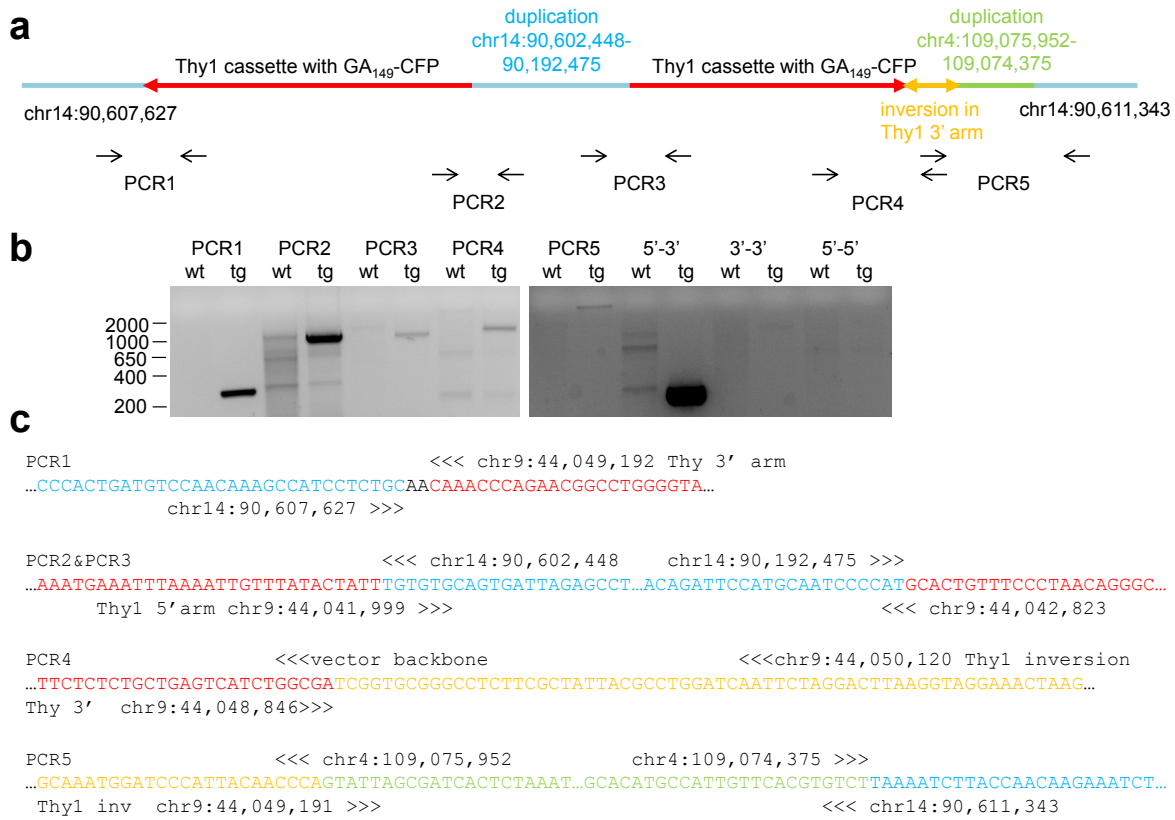 a
duplication
chr14:90,602,448-
90,192,475
duplication
chr4:109,075,952-
109,074,375
Thy1 cassette with GA149-CFP
Thy1 cassette with GA149-CFP
chr14:90,607,627
inversion in
Thy1 3' arm
chr14:90,611,343
PCR1
PCR2
PCR3
PCR4
PCR5
b
PCR1 PCR2 PCR3 PCR4 PCR5 5'-3' 3'-3' 5'-5'
wt tg wt tg wt tg wt tg wt tg wt tg wt tg wt tg
2000
1000
650
400
200
c
PCR1 <<< chr9:44,049,192 Thy 3' arm
…CCCACTGATGTCCAACAAAGCCATCCTCTGCAACAAACCCAGAACGGCCTGGGGTA…
chr14:90,607,627 >>>
PCR2&PCR3 <<< chr14:90,602,448 chr14:90,192,475 >>>
…AAATGAAATTTAAAATTGTTTATACTATTTGTGTGCAGTGATTAGAGCCT…ACAGATTCCATGCAATCCCCATGCACTGTTTCCCTAACAGGGC…
Thy1 5'arm chr9:44,041,999 >>> <<< chr9:44,042,823
PCR4 <<<vector backbone <<<chr9:44,050,120 Thy1 inversion
…TTCTCTCTGCTGAGTCATCTGGCGATCGGTGCGGGCCTCTTCGCTATTACGCCTGGATCAATTCTAGGACTTAAGGTAGGAAACTAAG…
Thy 3' chr9:44,048,846>>>
PCR5 <<< chr4:109,075,952 chr4:109,074,375 >>>
…GCAAATGGATCCCATTACAACCCAGTATTAGCGATCACTCTAAAT…GCACATGCCATTGTTCACGTGTCTTAAAATCTTACCAACAAGAAATCT…
Thy1 inv chr9:44,049,191 >>> <<< chr14:90,611,343